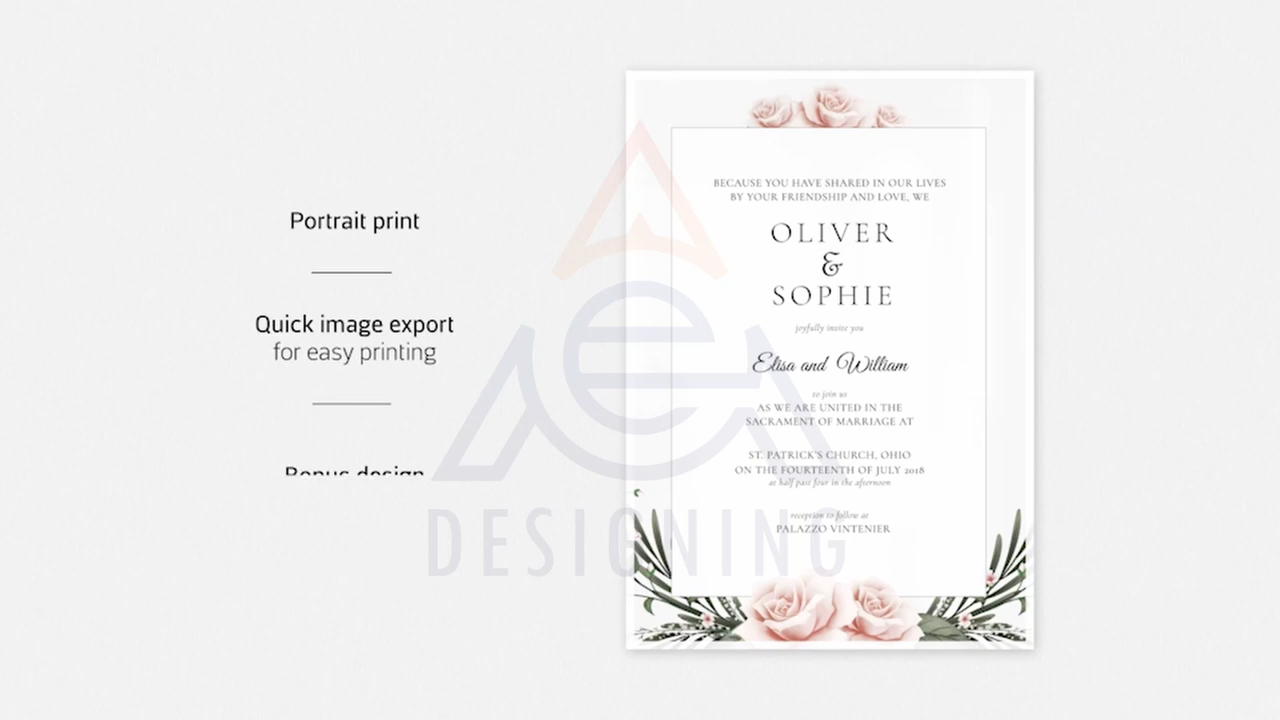 Portrait print
Quick image export
for easy printing
Bonus design
BECAUSE YOU HAVE SHARED IN OUR LIVES
BY YOUR FRIENDSHIP AND LOVE, WE
OLIVER
&
SOPHIE
joyfully invite you
Elisa and William
to join us
AS WE ARE UNITED IN THE
SACRAMENT OF MARRIAGE AT
ST. PATRICK'S CHURCH, OHIO
ON THE FOURTEENTH OF JULY 2018
at half past four in the afternoon
reception to follow at
PALAZZO VINTENIER
AEA
DESIGNING